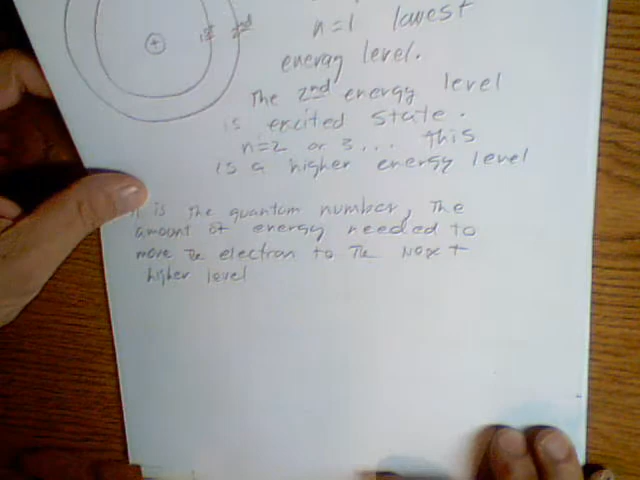 +
1st 2nd
n=1 lowest
energy level.
The 2nd energy level
is excited state.
n=2 or 3... this
is a higher energy level
is the quantum number, The
amount of energy needed to
move the electron to the Next
higher level